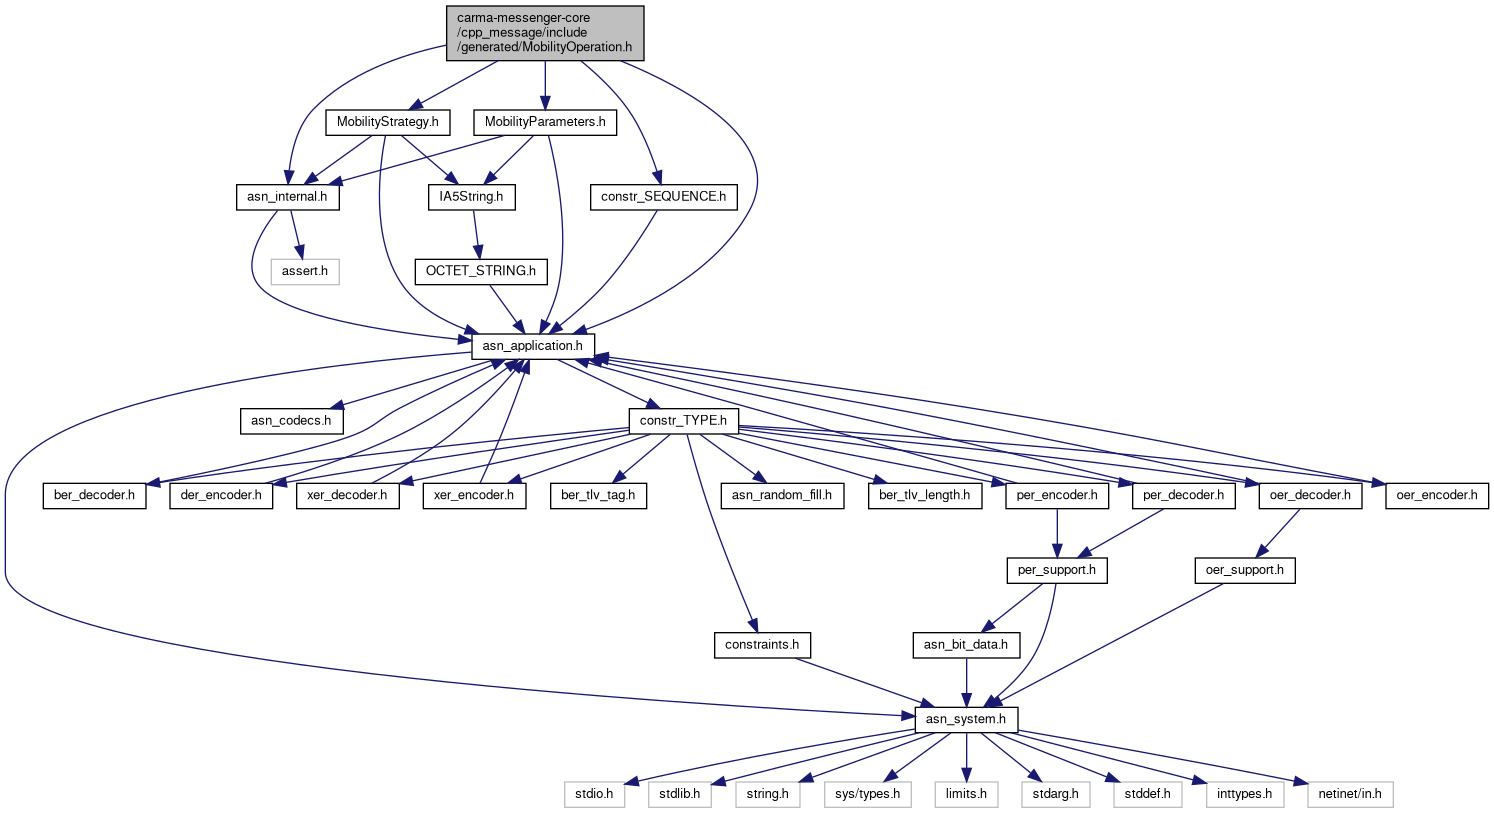 carma-messenger-core
/cpp_message/include
/generated/MobilityOperation.h
MobilityStrategy.h
MobilityParameters.h
asn_internal.h
IA5String.h
constr_SEQUENCE.h
assert.h
OCTET_STRING.h
asn_application.h
asn_codecs.h
constr_TYPE.h
ber_decoder.h
der_encoder.h
xer_decoder.h
xer_encoder.h
ber_tlv_tag.h
asn_random_fill.h
ber_tlv_length.h
per_encoder.h
per_decoder.h
oer_decoder.h
oer_encoder.h
per_support.h
oer_support.h
constraints.h
asn_bit_data.h
asn_system.h
stdio.h
stdlib.h
string.h
sys/types.h
limits.h
stdarg.h
stddef.h
inttypes.h
netinet/in.h